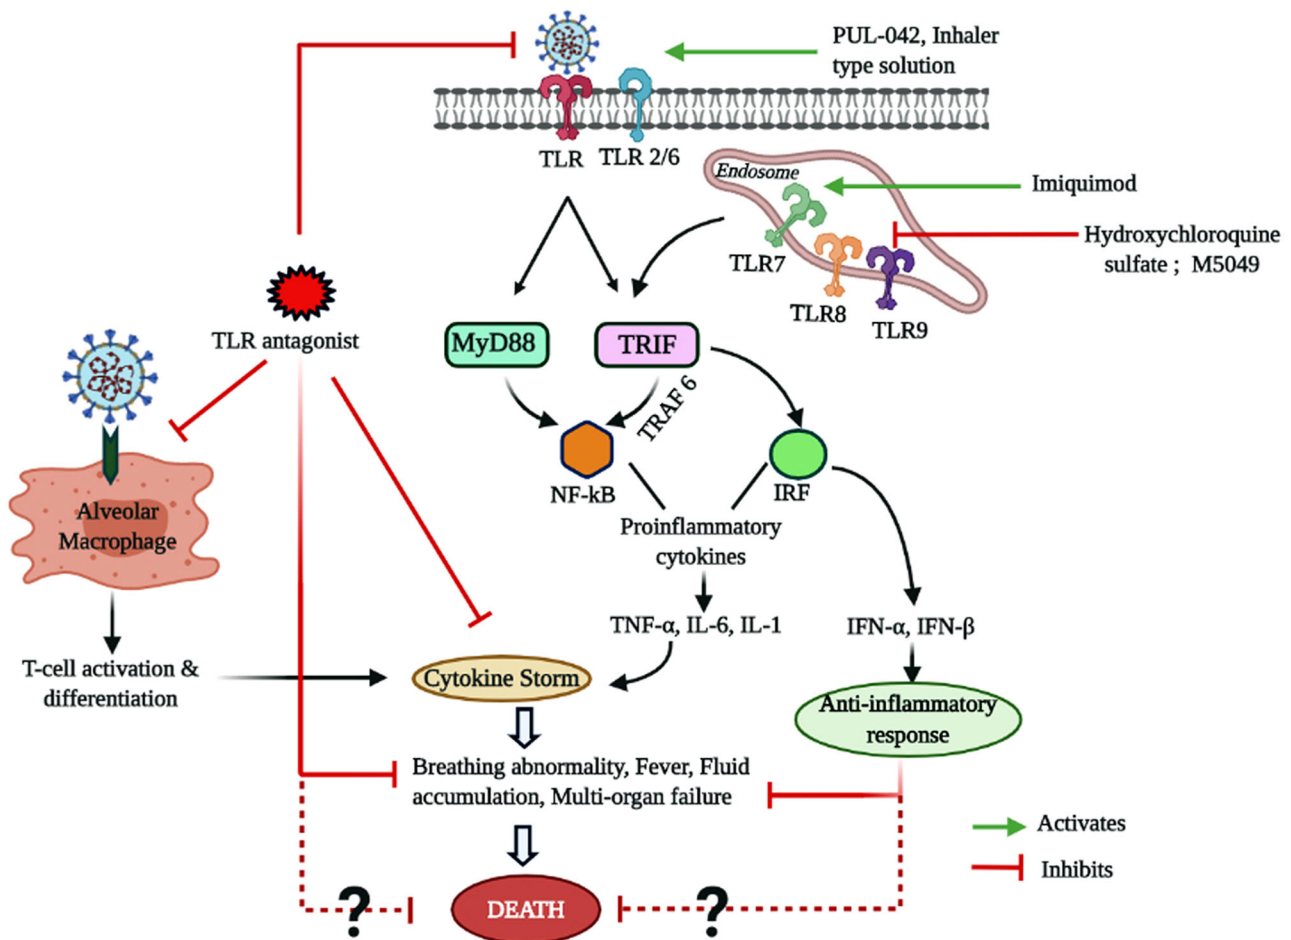 PUL-042, Inhaler
type solution
TLR
TLR 2/6
Endosome
Imiquimod
TLR7
Hydroxychloroquine
sulfate ; M5049
TLR8
TLR9
TLR antagonist
MyD88
TRIF
TRAF 6
NF-kB
IRF
Alveolar
Macrophage
Proinflammatory
cytokines
TNF-α, IL-6, IL-1
IFN-α, IFN-β
T-cell activation &
differentiation
Cytokine Storm
Anti-inflammatory
response
Breathing abnormality, Fever, Fluid
accumulation, Multi-organ failure
Activates
Inhibits
?
DEATH
?